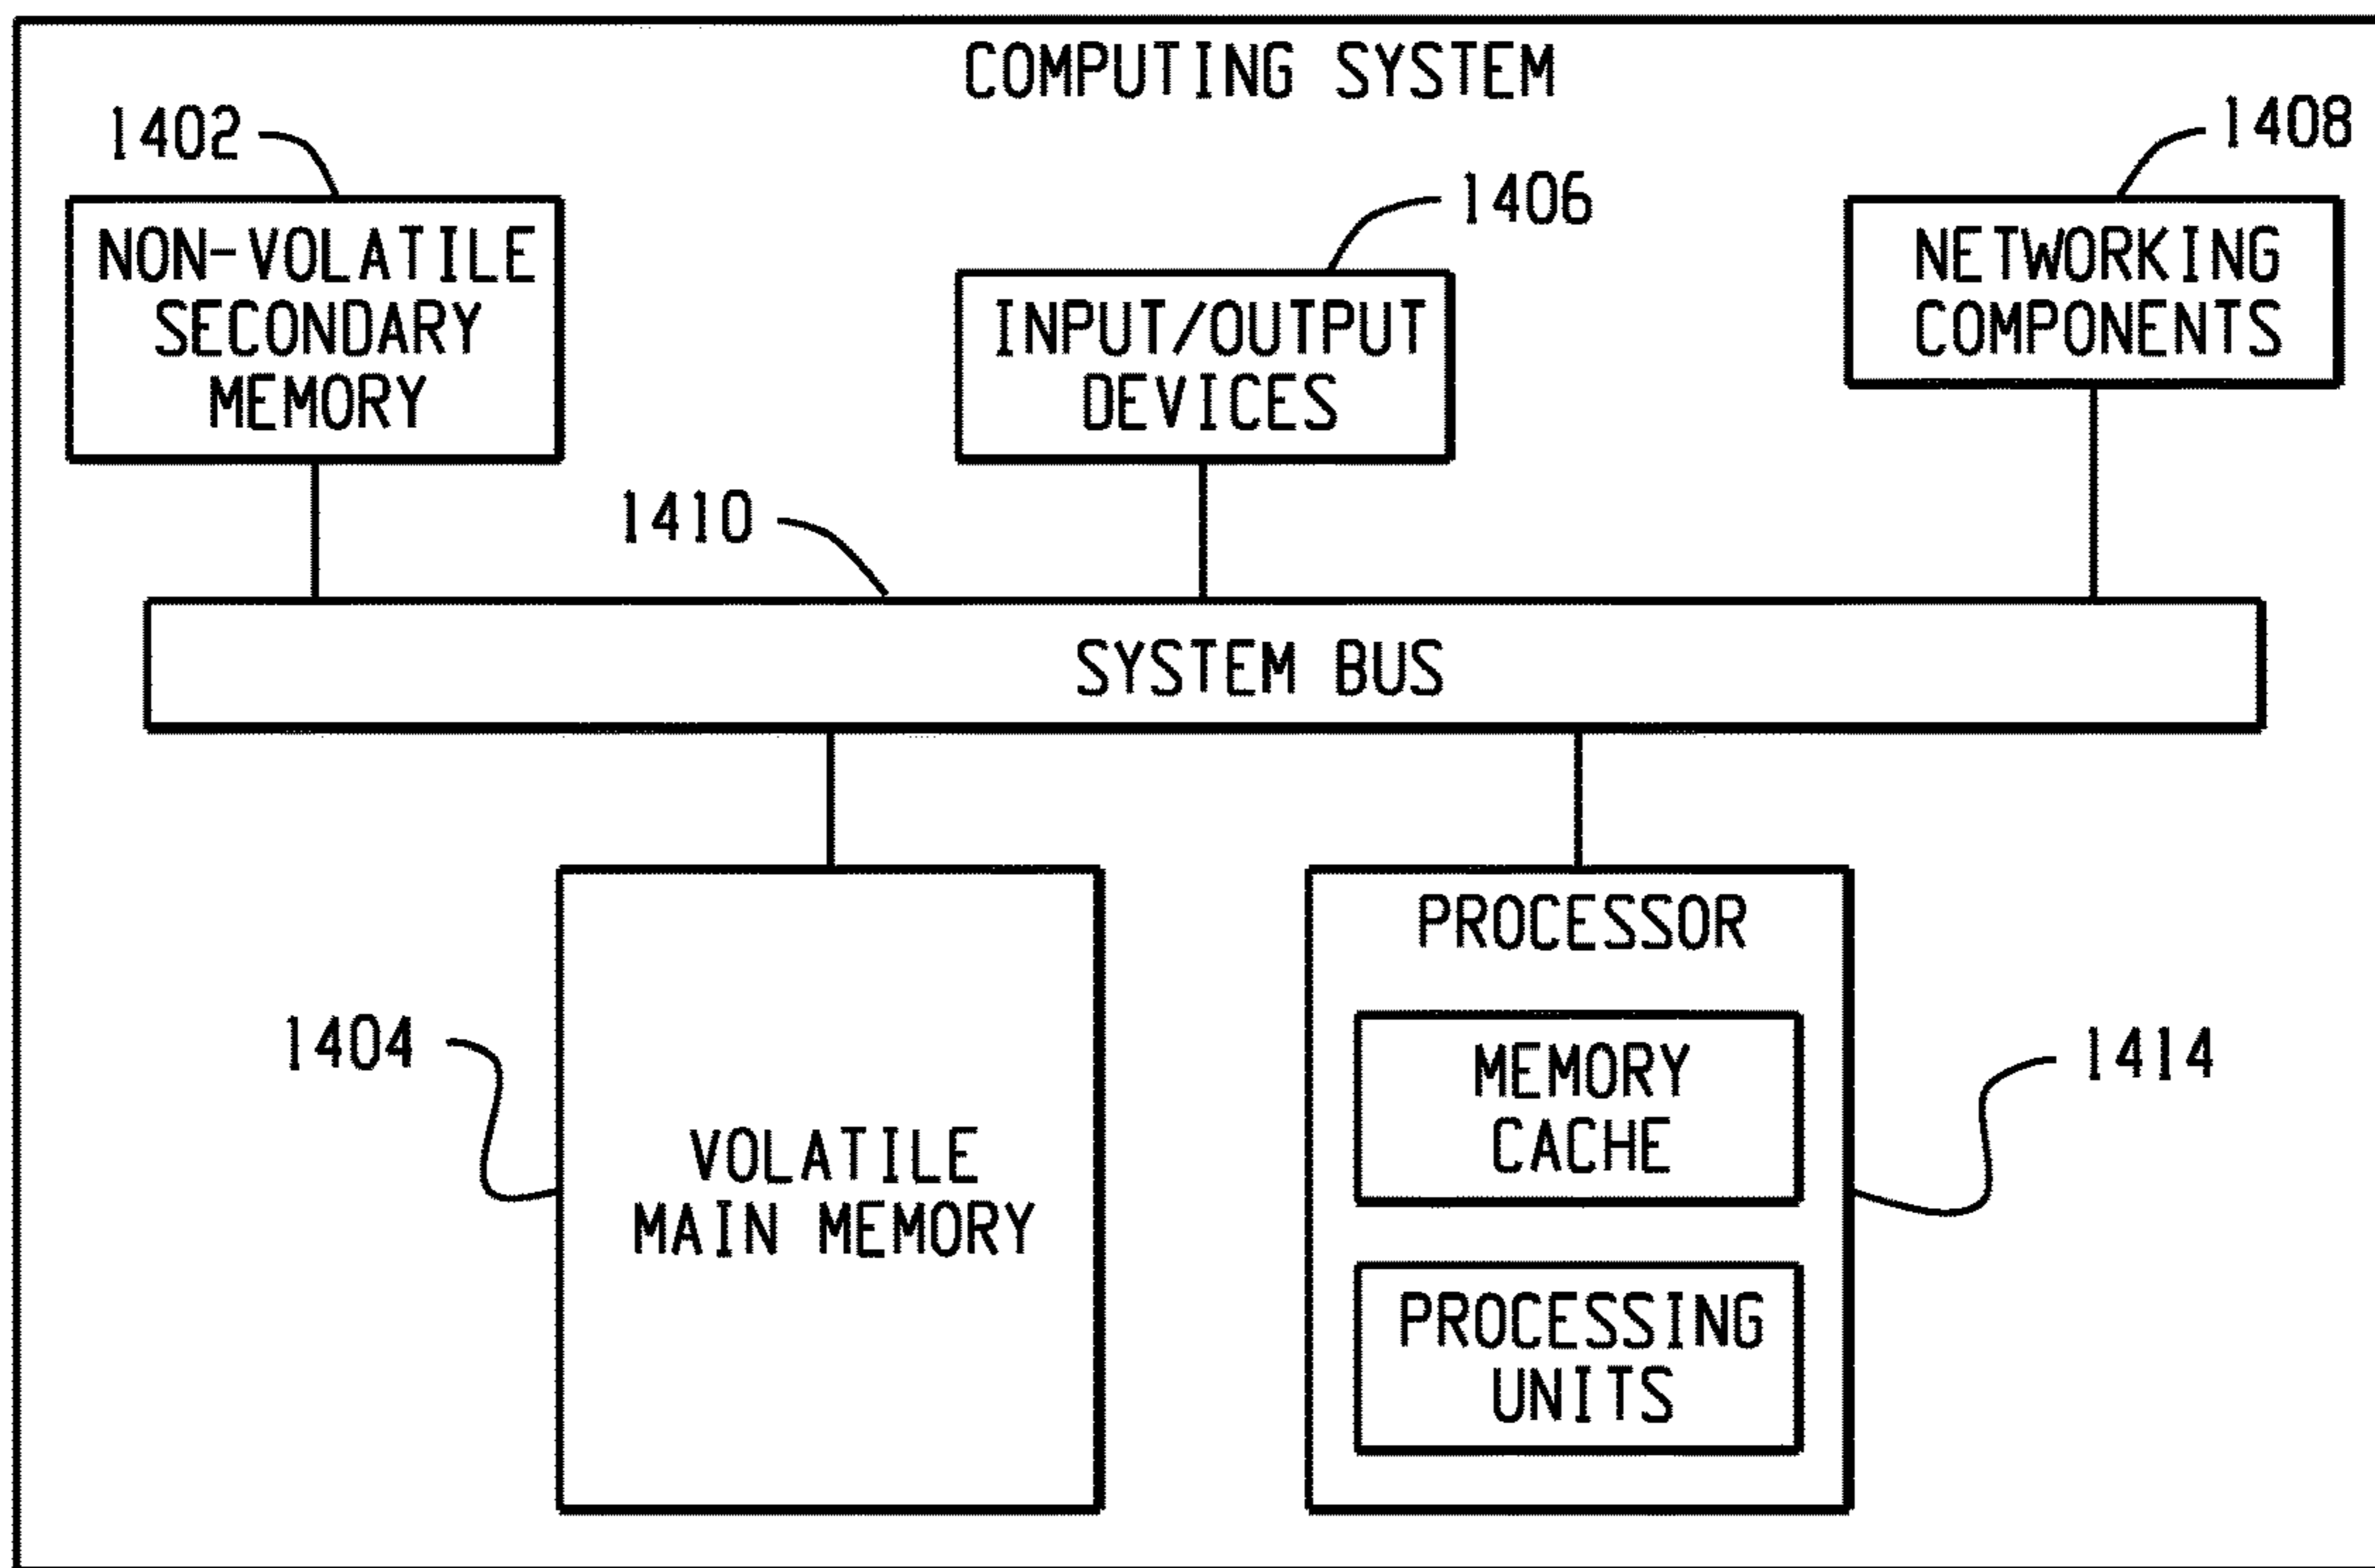 COMPUTING SYSTEM
1402
1408
1406
NON-VOLATILE
SECONDARY
MEMORY
INPUT/OUTPUT
DEVICES
NETWORKING
COMPONENTS
1410
SYSTEM BUS
1404
VOLATILE
MAIN MEMORY
PROCESSOR
MEMORY
CACHE
PROCESSING
UNITS
1414